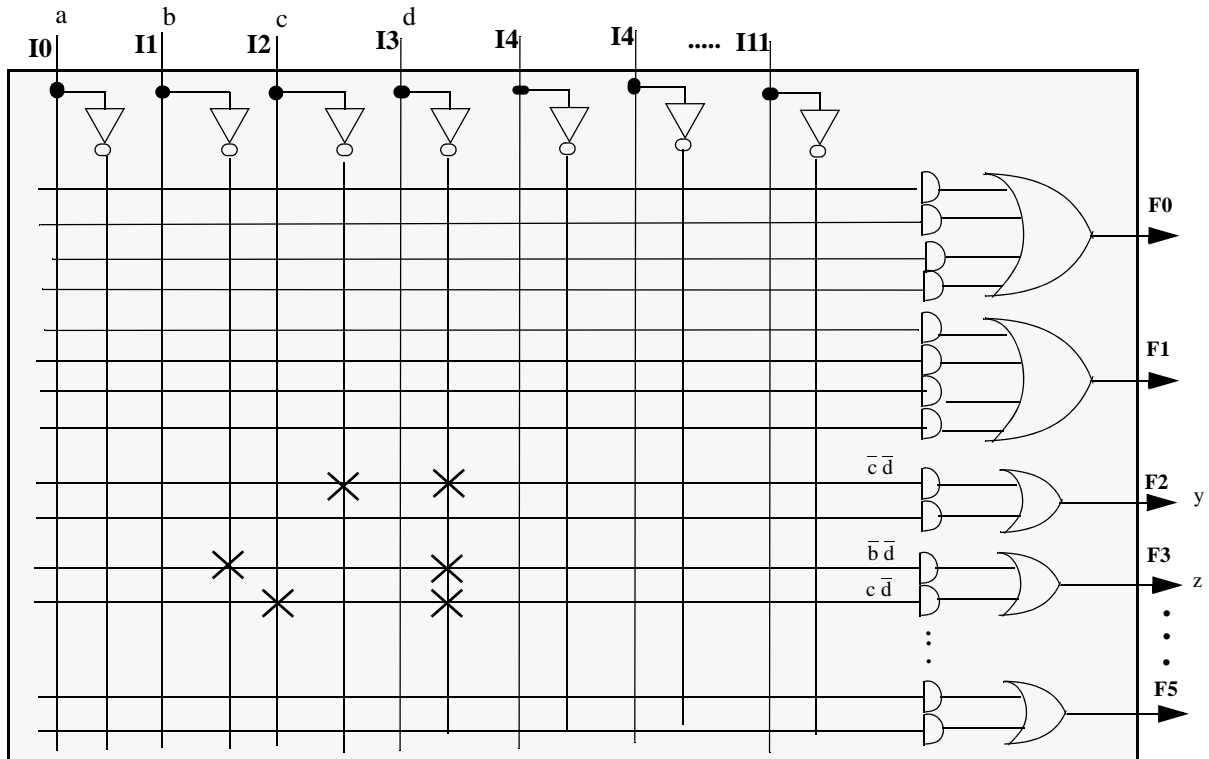 a b c d
I0 I1 I2 I3 I4 I4 ..... I11
F0
F1
c̅ d̅ F2 y
b̅ d̅ F3 z
c d̅
F5